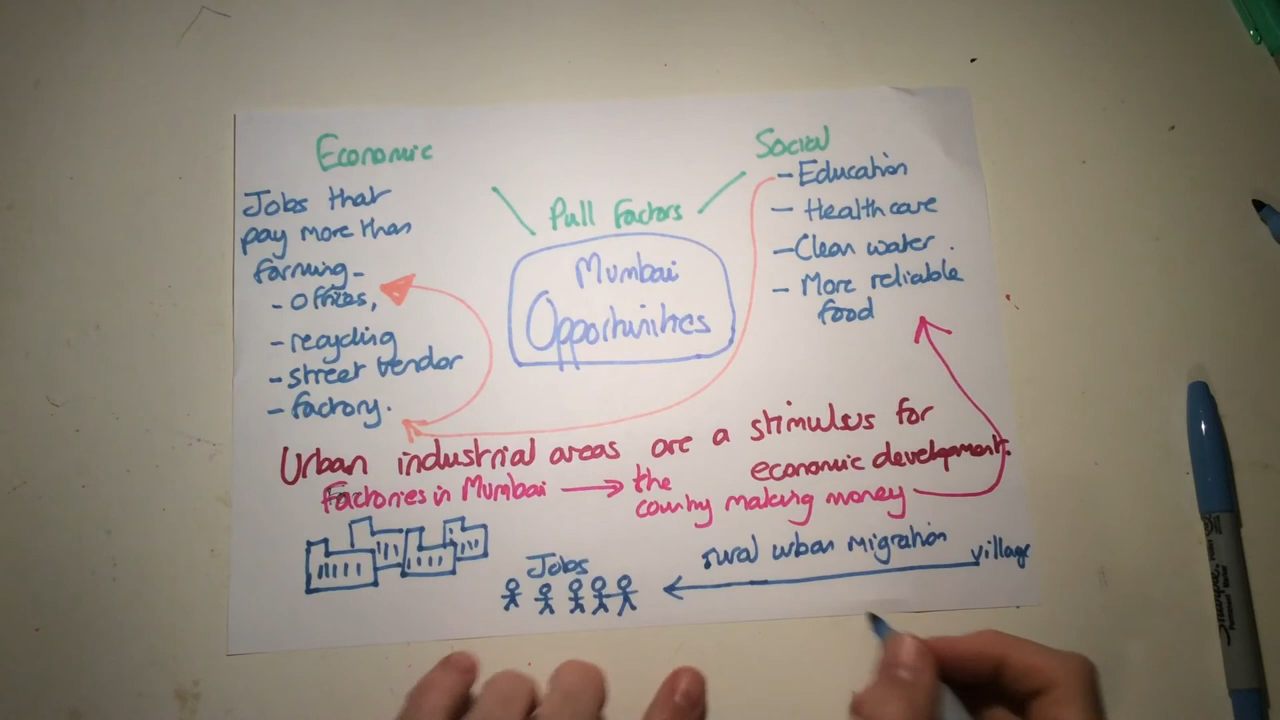 Economic
Jobs that
pay more than
farming-
- offices,
- recycling
- street vendor
- factory.
Pull Factors
Mumbai
Opportunities
Social
- Education
- Healthcare
- Clean water.
- More reliable
food
Urban industrial areas are a stimulus for
economic development.
Factories in Mumbai → the
country making money
Jobs
rural urban migration
village
Sharpie